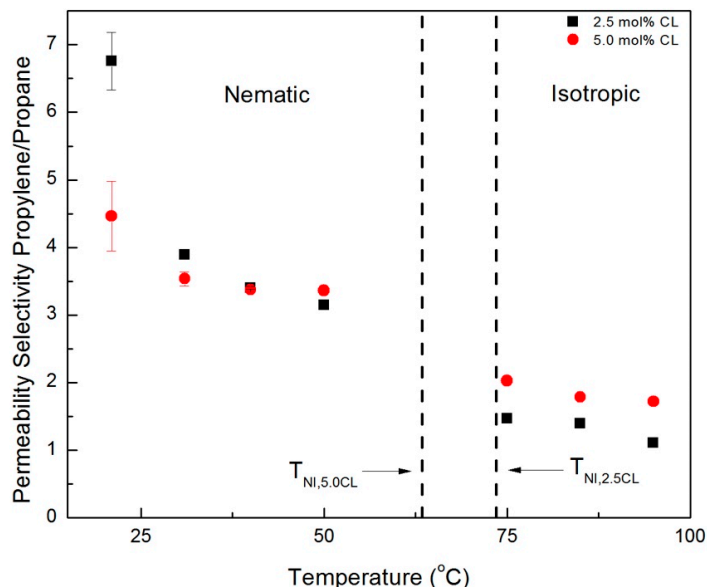 Permeability Selectivity Propylene/Propane
7
6
5
4
3
2
1
0
2.5 mol% CL
5.0 mol% CL
Nematic
Isotropic
T_NI,5.0CL
T_NI,2.5CL
25
50
75
100
Temperature (°C)